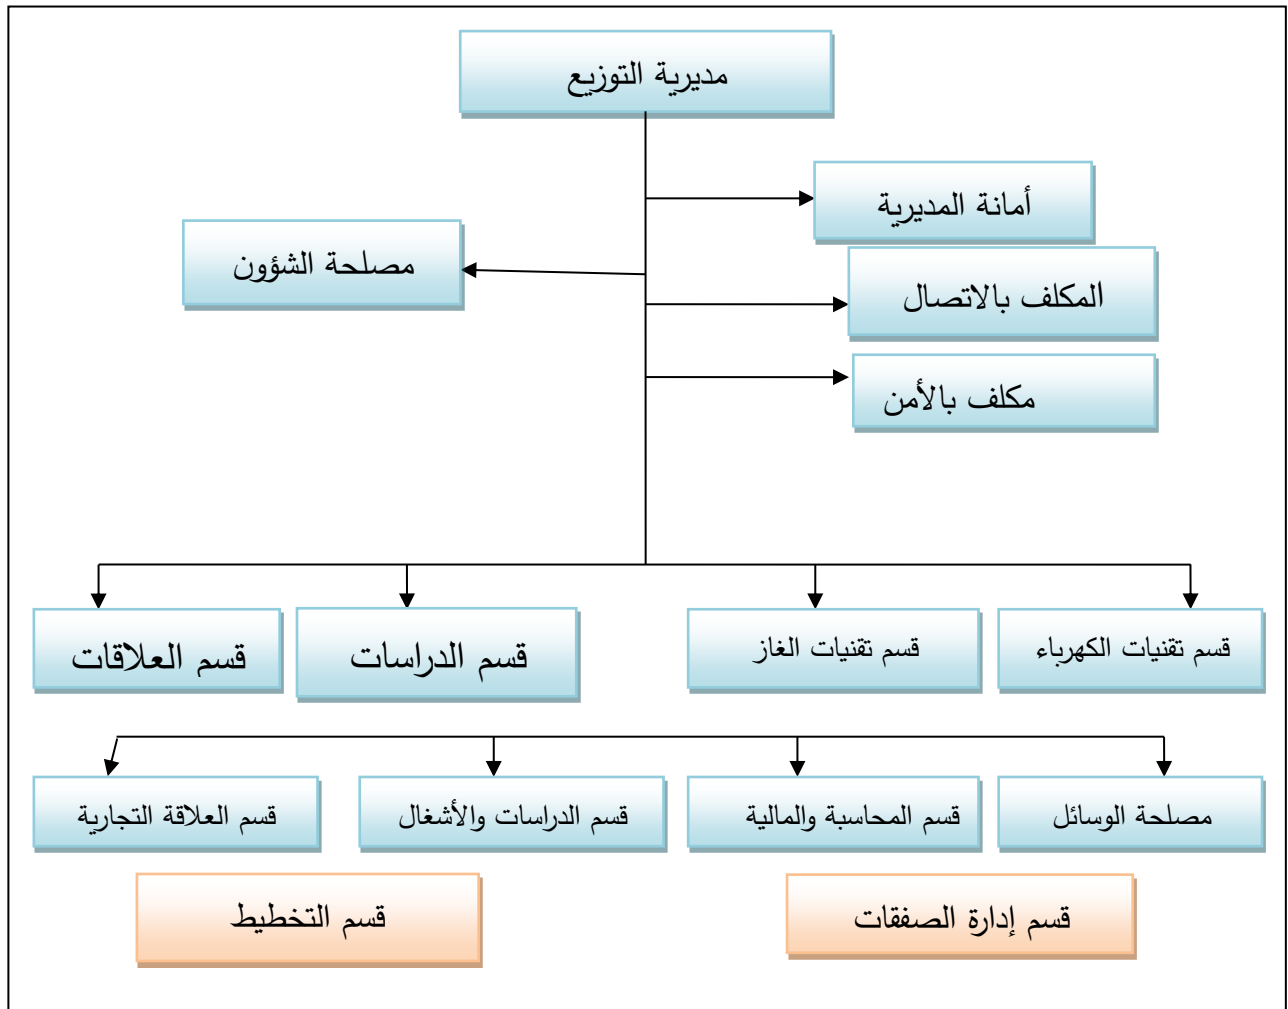 مديرية التوزيع
أمانة المديرية
مصلحة الشؤون
المكلف بالاتصال
مكلف بالأمن
قسم تقنيات الكهرباء
قسم تقنيات الغاز
قسم الدراسات
قسم العلاقات
مصلحة الوسائل
قسم المحاسبة والمالية
قسم الدراسات والأشغال
قسم العلاقة التجارية
قسم إدارة الصفقات
قسم التخطيط